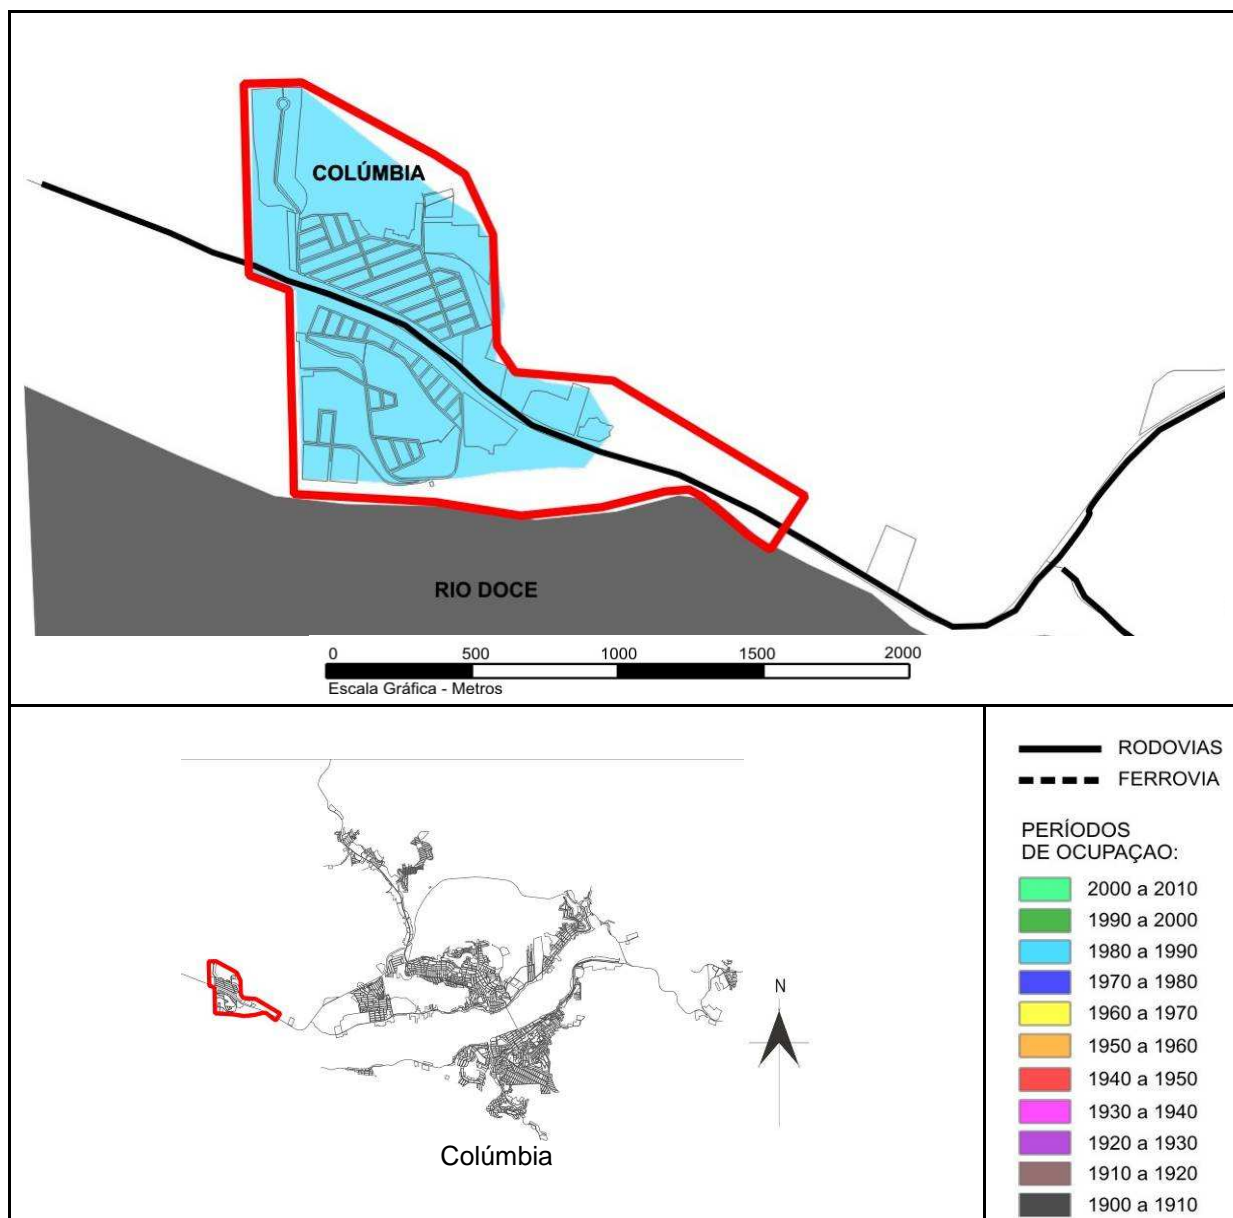 COLÚMBIA
RIO DOCE
0 500 1000 1500 2000
Escala Gráfica - Metros
N
Colúmbia
RODOVIAS
FERROVIA
PERÍODOS
DE OCUPAÇAO:
2000 a 2010
1990 a 2000
1980 a 1990
1970 a 1980
1960 a 1970
1950 a 1960
1940 a 1950
1930 a 1940
1920 a 1930
1910 a 1920
1900 a 1910